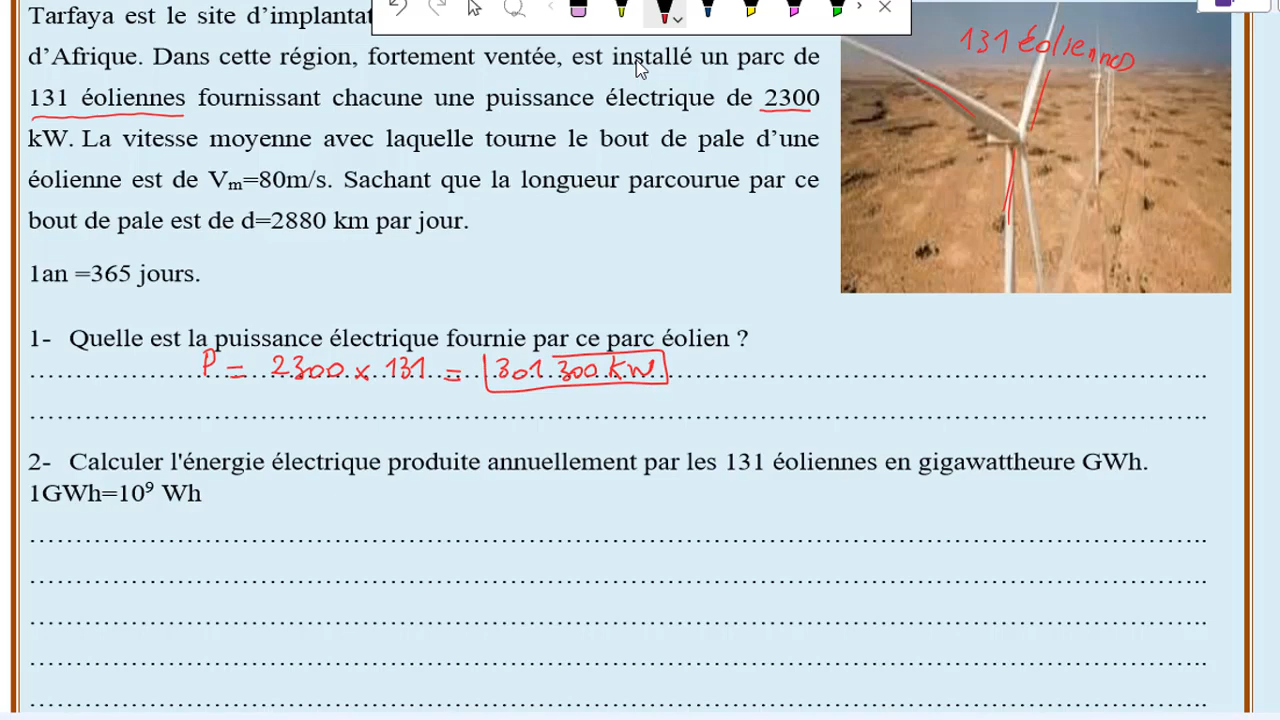 Tarfaya est le site d’implantat
d’Afrique. Dans cette région, fortement ventée, est installé un parc de
131 éoliennes fournissant chacune une puissance électrique de 2300
kW. La vitesse moyenne avec laquelle tourne le bout de pale d’une
éolienne est de Vₘ=80m/s. Sachant que la longueur parcourue par ce
bout de pale est de d=2880 km par jour.
131 éoliennes
1an =365 jours.
1- Quelle est la puissance électrique fournie par ce parc éolien ?
P = 2300 x 131 = 301 300 kW
2- Calculer l'énergie électrique produite annuellement par les 131 éoliennes en gigawattheure GWh.
1GWh=10⁹ Wh